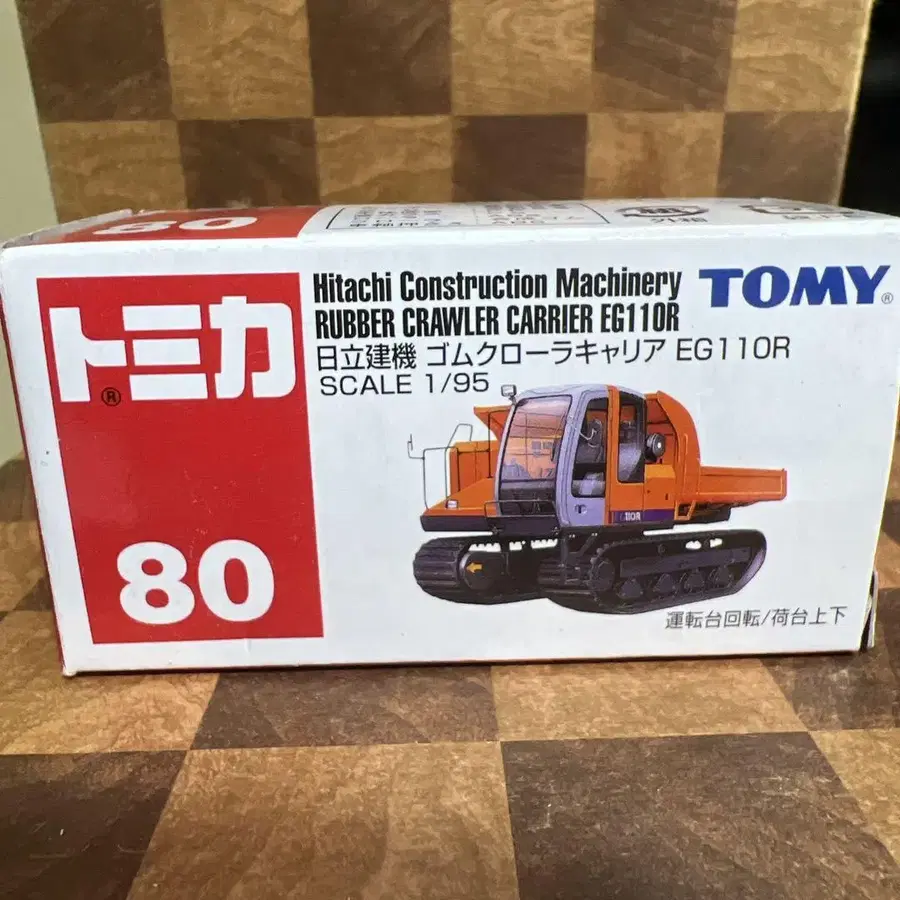 80
トミカ
®
Hitachi Construction Machinery
RUBBER CRAWLER CARRIER EG110R
日立建機 ゴムクローラキャリア EG110R
SCALE 1/95
TOMY®
110R
80
運転台回転/荷台上下